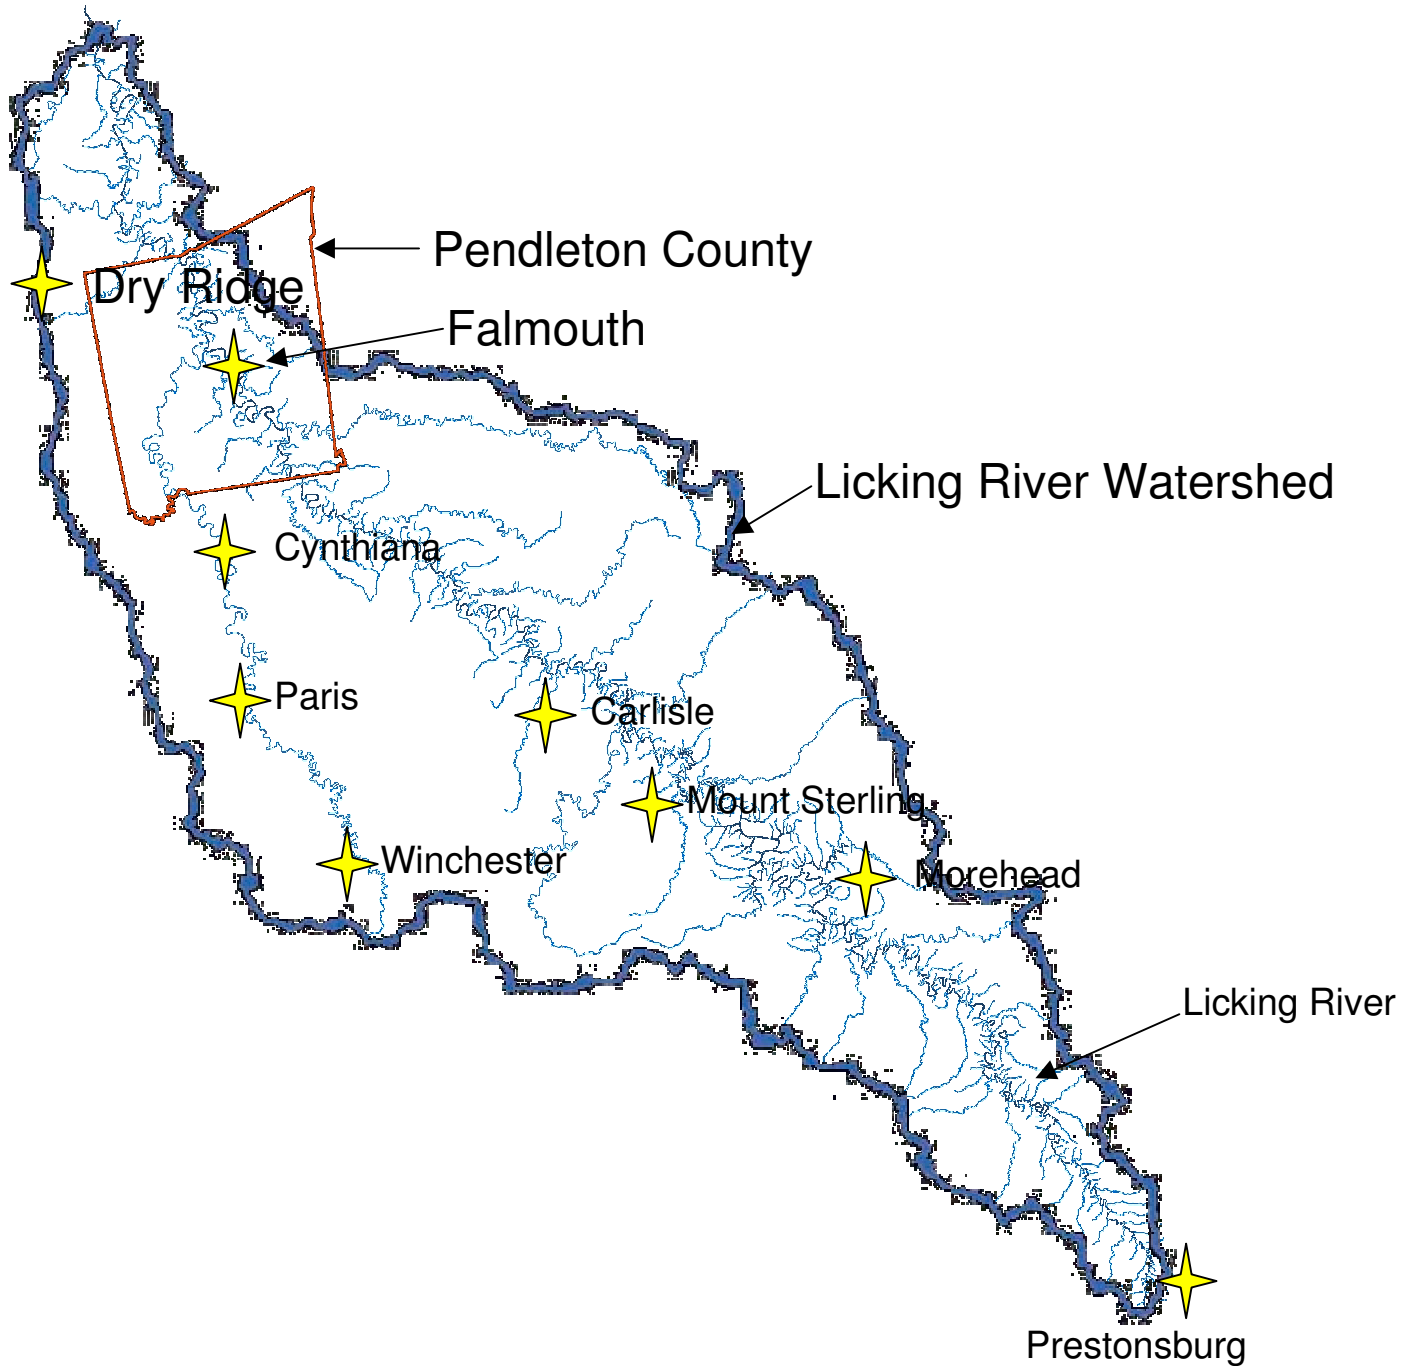 Pendleton County
Dry Ridge
Falmouth
Licking River Watershed
Cynthiana
Paris
Carlisle
Mount Sterling
Winchester
Morehead
Licking River
Prestonsburg